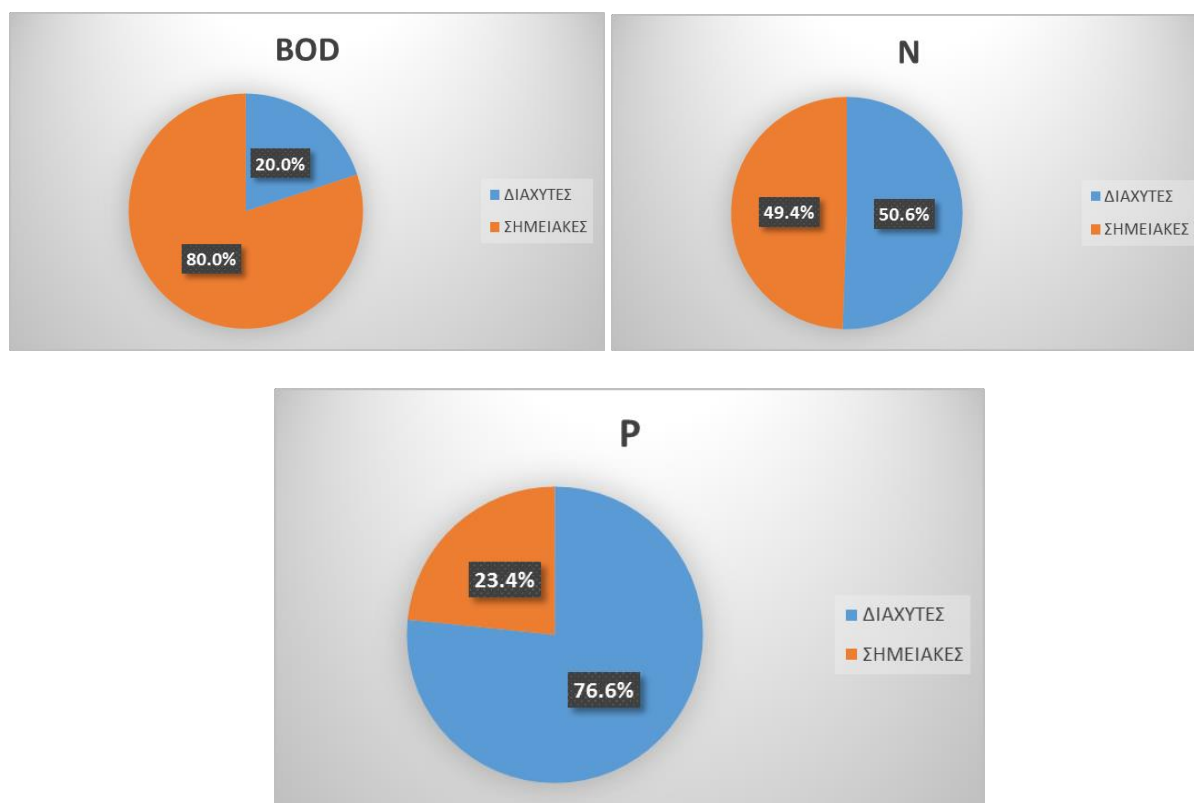 BOD
20.0%
80.0%
ΔΙΑΧΥΤΕΣ
ΣΗΜΕΙΑΚΕΣ
N
49.4%
50.6%
ΔΙΑΧΥΤΕΣ
ΣΗΜΕΙΑΚΕΣ
P
23.4%
76.6%
ΔΙΑΧΥΤΕΣ
ΣΗΜΕΙΑΚΕΣ